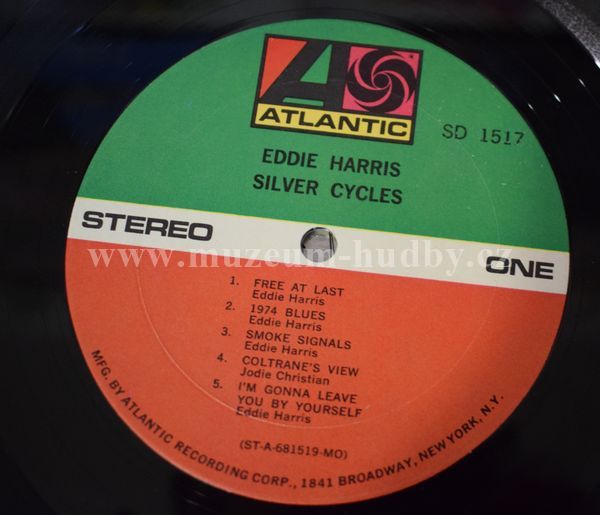 ATLANTIC
SD 1517
EDDIE HARRIS
SILVER CYCLES
STEREO
ONE
www.muzeum-hudby.cz
1. FREE AT LAST
Eddie Harris
2. 1974 BLUES
Eddie Harris
3. SMOKE SIGNALS
Eddie Harris
4. COLTRANE'S VIEW
Jodie Christian
5. I'M GONNA LEAVE
YOU BY YOURSELF
Eddie Harris
(ST-A-681519-MO)
MFG. BY ATLANTIC RECORDING CORP., 1841 BROADWAY, NEW YORK, N.Y.